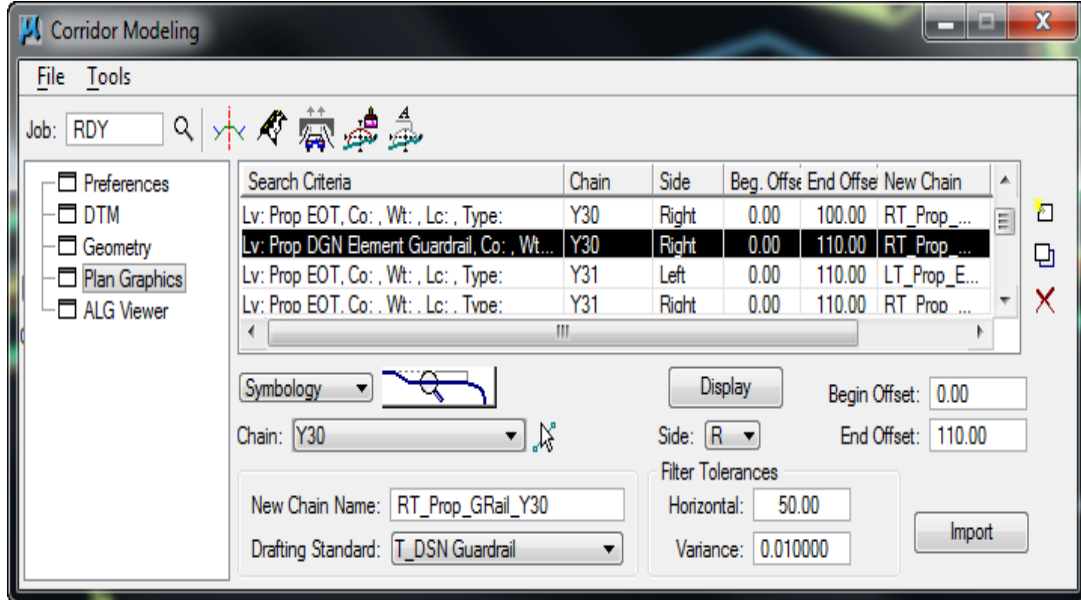 Corridor Modeling
File Tools
Job: RDY
Preferences
DTM
Geometry
Plan Graphics
ALG Viewer
Search Criteria Chain Side Beg. Offse End Offse New Chain
Lv: Prop EOT, Co: , Wt: , Lc: , Type: Y30 Right 0.00 100.00 RT_Prop_...
Lv: Prop DGN Element Guardrail, Co: , Wt... Y30 Right 0.00 110.00 RT_Prop_...
Lv: Prop EOT, Co: , Wt: , Lc: , Type: Y31 Left 0.00 110.00 LT_Prop_E...
Lv: Prop EOT, Co: , Wt: , Lc: , Type: Y31 Right 0.00 110.00 RT_Prop_...
Symbology Display Begin Offset: 0.00
Chain: Y30 Side: R End Offset: 110.00
Filter Tolerances
New Chain Name: RT_Prop_GRail_Y30 Horizontal: 50.00
Import
Drafting Standard: T_DSN Guardrail Variance: 0.010000